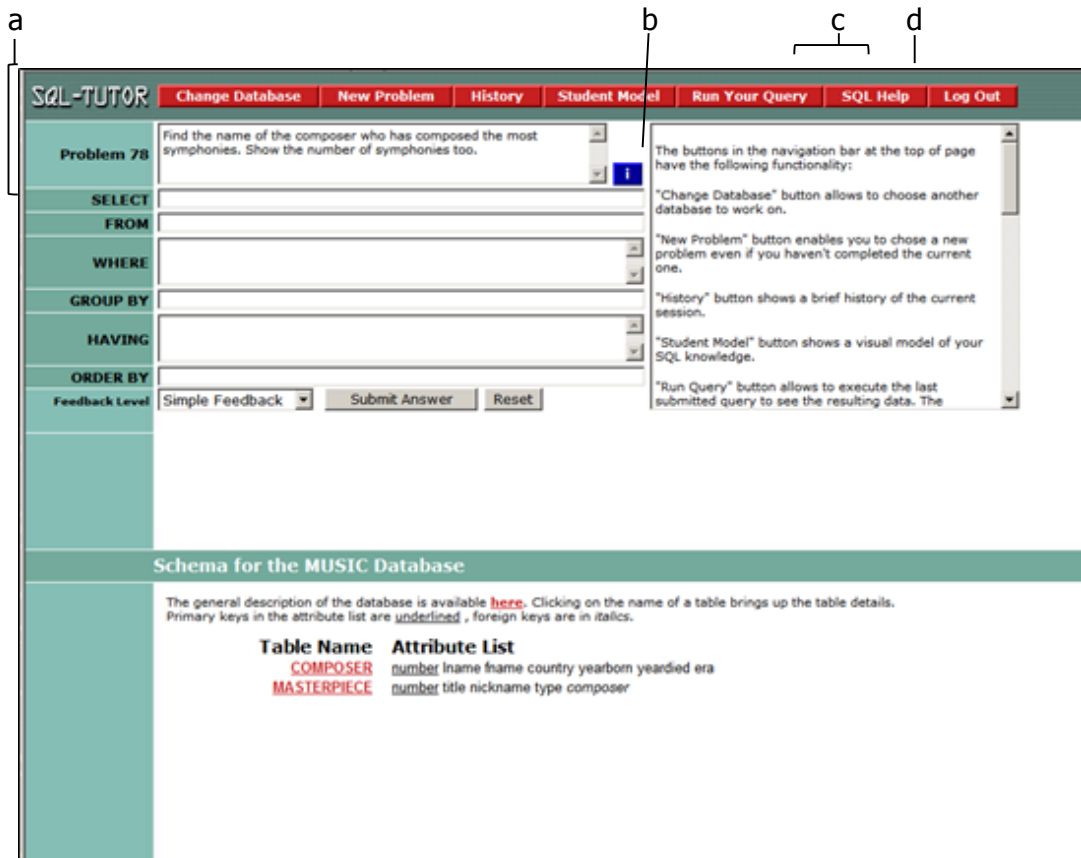 a b c d
SQL-TUTOR Change Database New Problem History Student Model Run Your Query SQL Help Log Out
Problem 78
Find the name of the composer who has composed the most
symphonies. Show the number of symphonies too.
i
SELECT
FROM
WHERE
GROUP BY
HAVING
ORDER BY
Feedback Level Simple Feedback Submit Answer Reset
The buttons in the navigation bar at the top of page
have the following functionality:
"Change Database" button allows to choose another
database to work on.
"New Problem" button enables you to chose a new
problem even if you haven't completed the current
one.
"History" button shows a brief history of the current
session.
"Student Model" button shows a visual model of your
SQL knowledge.
"Run Query" button allows to execute the last
submitted query to see the resulting data. The
Schema for the MUSIC Database
The general description of the database is available here. Clicking on the name of a table brings up the table details.
Primary keys in the attribute list are underlined , foreign keys are in italics.
Table Name Attribute List
COMPOSER number lname fname country yearborn yeardied era
MASTERPIECE number title nickname type composer